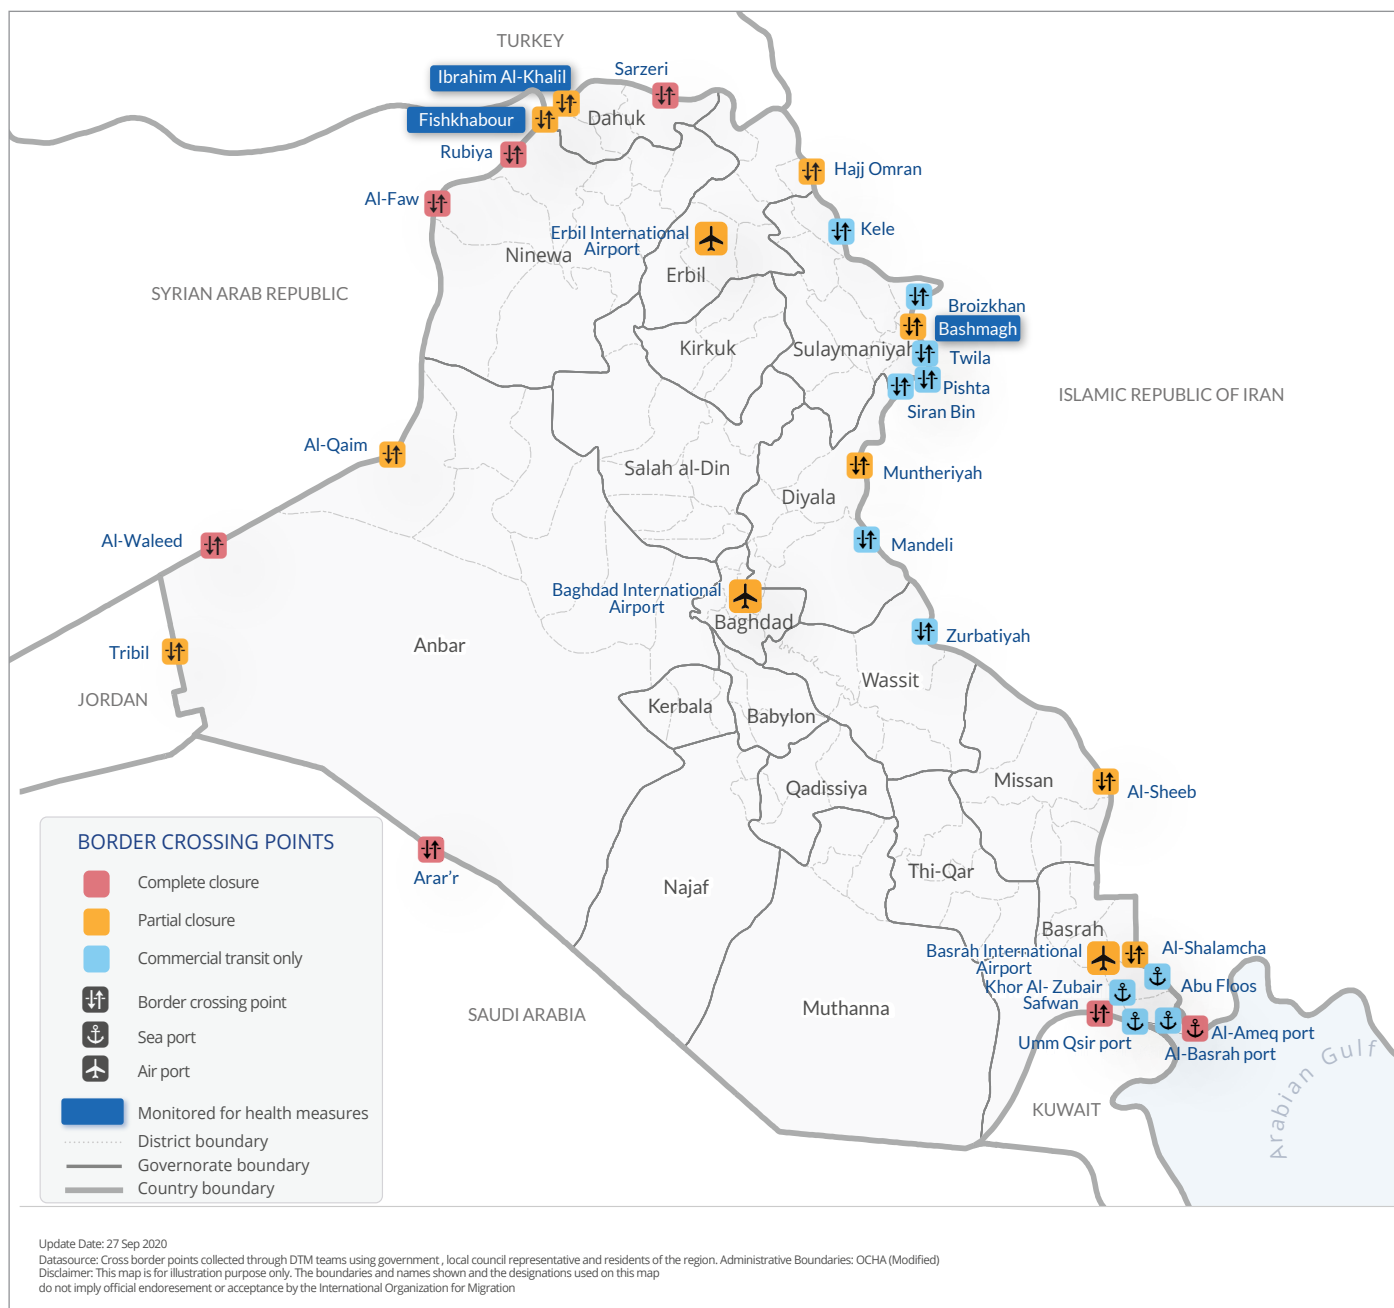 TURKEY
Ibrahim Al-Khalil
Sarzeri
Fishkhabour
Dahuk
Rubiya
Hajj Omran
Al-Faw
Kele
Erbil International
Airport
Ninewa
Erbil
SYRIAN ARAB REPUBLIC
Broizkhan
Bashmagh
Kirkuk
Sulaymaniyah
Twila
Pishta
ISLAMIC REPUBLIC OF IRAN
Siran Bin
Al-Qaim
Salah al-Din
Muntheriyah
Diyala
Al-Waleed
Mandeli
Baghdad International
Airport
Baghdad
Zurbatiyah
Tribil
Anbar
Wassit
JORDAN
Kerbala
Babylon
Qadissiya
Missan
Al-Sheeb
Arar’r
Najaf
Thi-Qar
Basrah
Basrah International
Airport
Al-Shalamcha
Khor Al- Zubair
Abu Floos
Safwan
Muthanna
SAUDI ARABIA
Umm Qsir port
Al-Ameq port
Al-Basrah port
KUWAIT
Arabian Gulf
BORDER CROSSING POINTS
Complete closure
Partial closure
Commercial transit only
Border crossing point
Sea port
Air port
Monitored for health measures
District boundary
Governorate boundary
Country boundary
Update Date: 27 Sep 2020
Datasource: Cross border points collected through DTM teams using government , local council representative and residents of the region. Administrative Boundaries: OCHA (Modified)
Disclaimer: This map is for illustration purpose only. The boundaries and names shown and the designations used on this map
do not imply official endoresement or acceptance by the International Organization for Migration